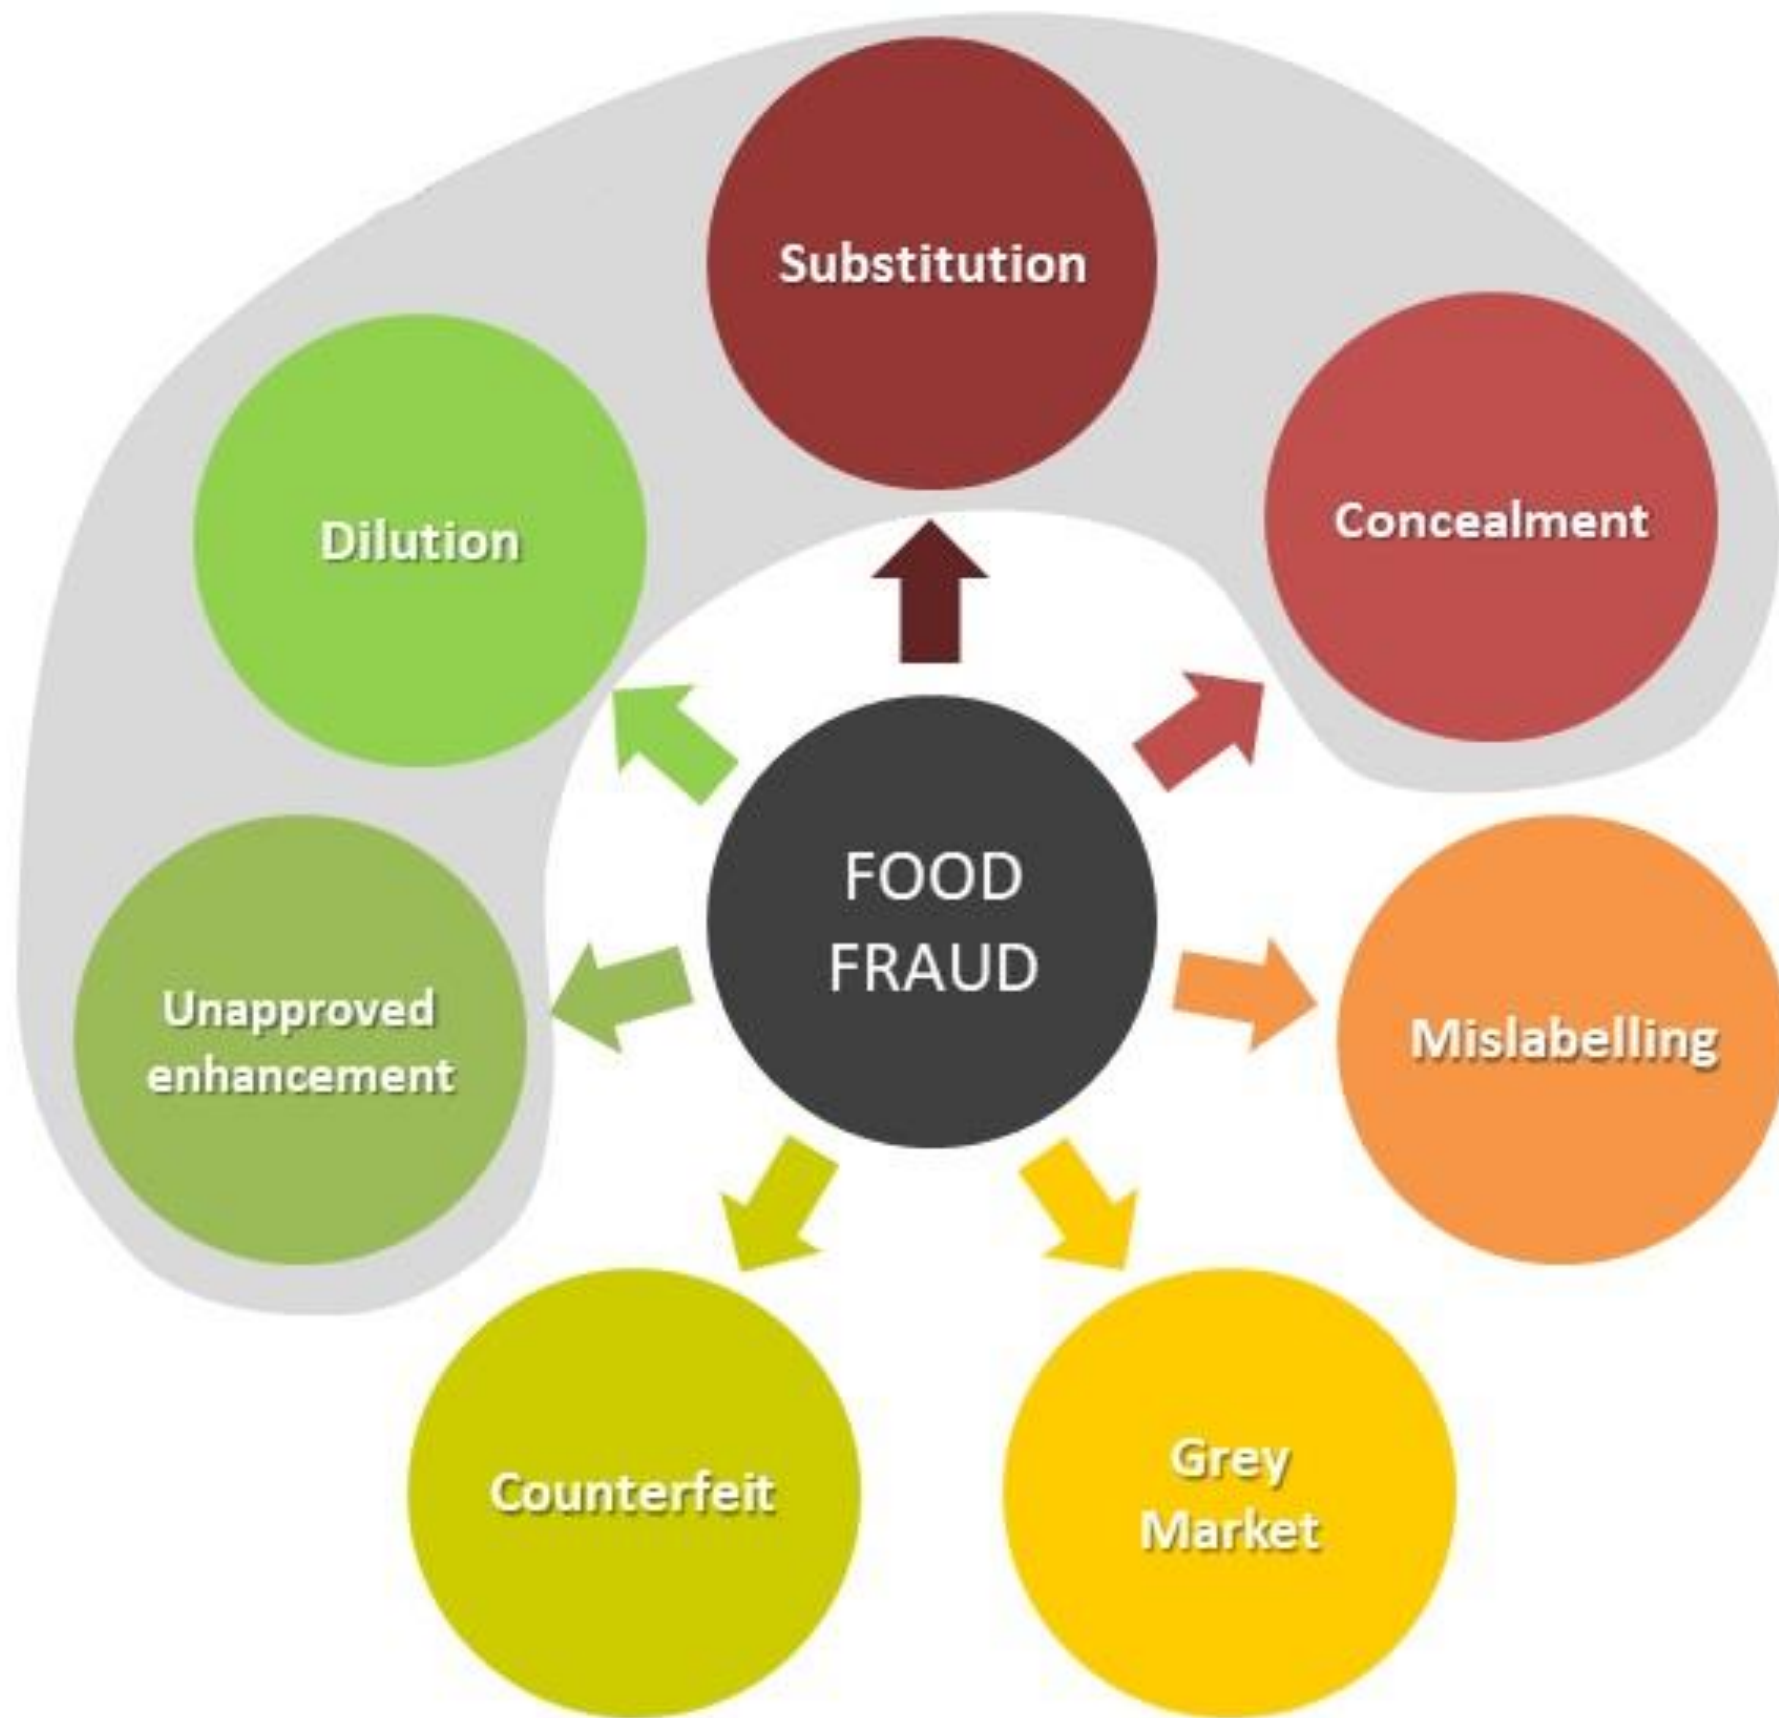 Substitution
Concealment
Dilution
FOOD
FRAUD
Unapproved
enhancement
Mislabelling
Counterfeit
Grey
Market